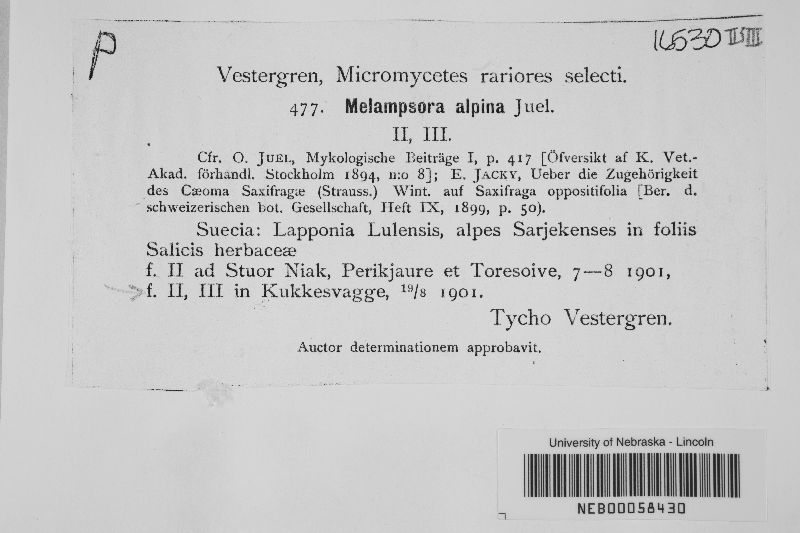 P
16530 II III
Vestergren, Micromycetes rariores selecti.
477. Melampsora alpina Juel.
II, III.
Cfr. O. Juel, Mykologische Beiträge I, p. 417 [Öfversikt af K. Vet.-
Akad. förhandl. Stockholm 1894, n:o 8]; E. Jacky, Ueber die Zugehörigkeit
des Cæoma Saxifragæ (Strauss.) Wint. auf Saxifraga oppositifolia [Ber. d.
schweizerischen bot. Gesellschaft, Heft IX, 1899, p. 50).
Suecia: Lapponia Lulensis, alpes Sarjekenses in foliis
Salicis herbaceæ
f. II ad Stuor Niak, Perikjaure et Toresoive, 7—8 1901,
f. II, III in Kukkesvagge, 19/8 1901.
Tycho Vestergren.
Auctor determinationem approbavit.
University of Nebraska - Lincoln
NEB00058430